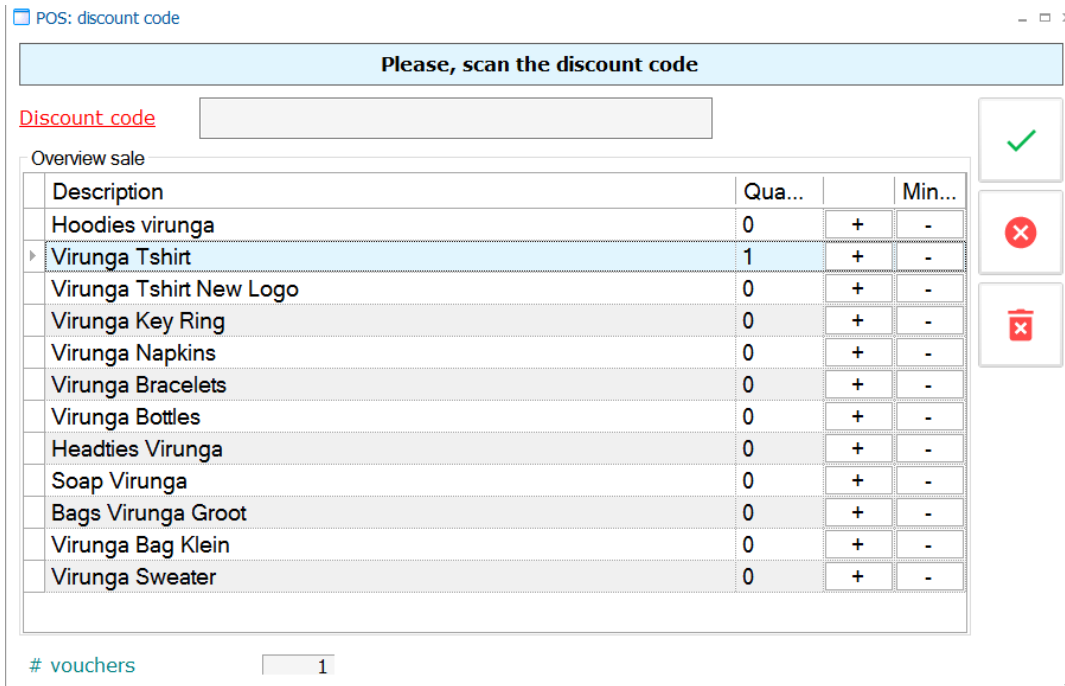 POS: discount code
Please, scan the discount code
Discount code
Overview sale
Description Qua... Min...
Hoodies virunga 0 + -
Virunga Tshirt 1 + -
Virunga Tshirt New Logo 0 + -
Virunga Key Ring 0 + -
Virunga Napkins 0 + -
Virunga Bracelets 0 + -
Virunga Bottles 0 + -
Headties Virunga 0 + -
Soap Virunga 0 + -
Bags Virunga Groot 0 + -
Virunga Bag Klein 0 + -
Virunga Sweater 0 + -
# vouchers 1